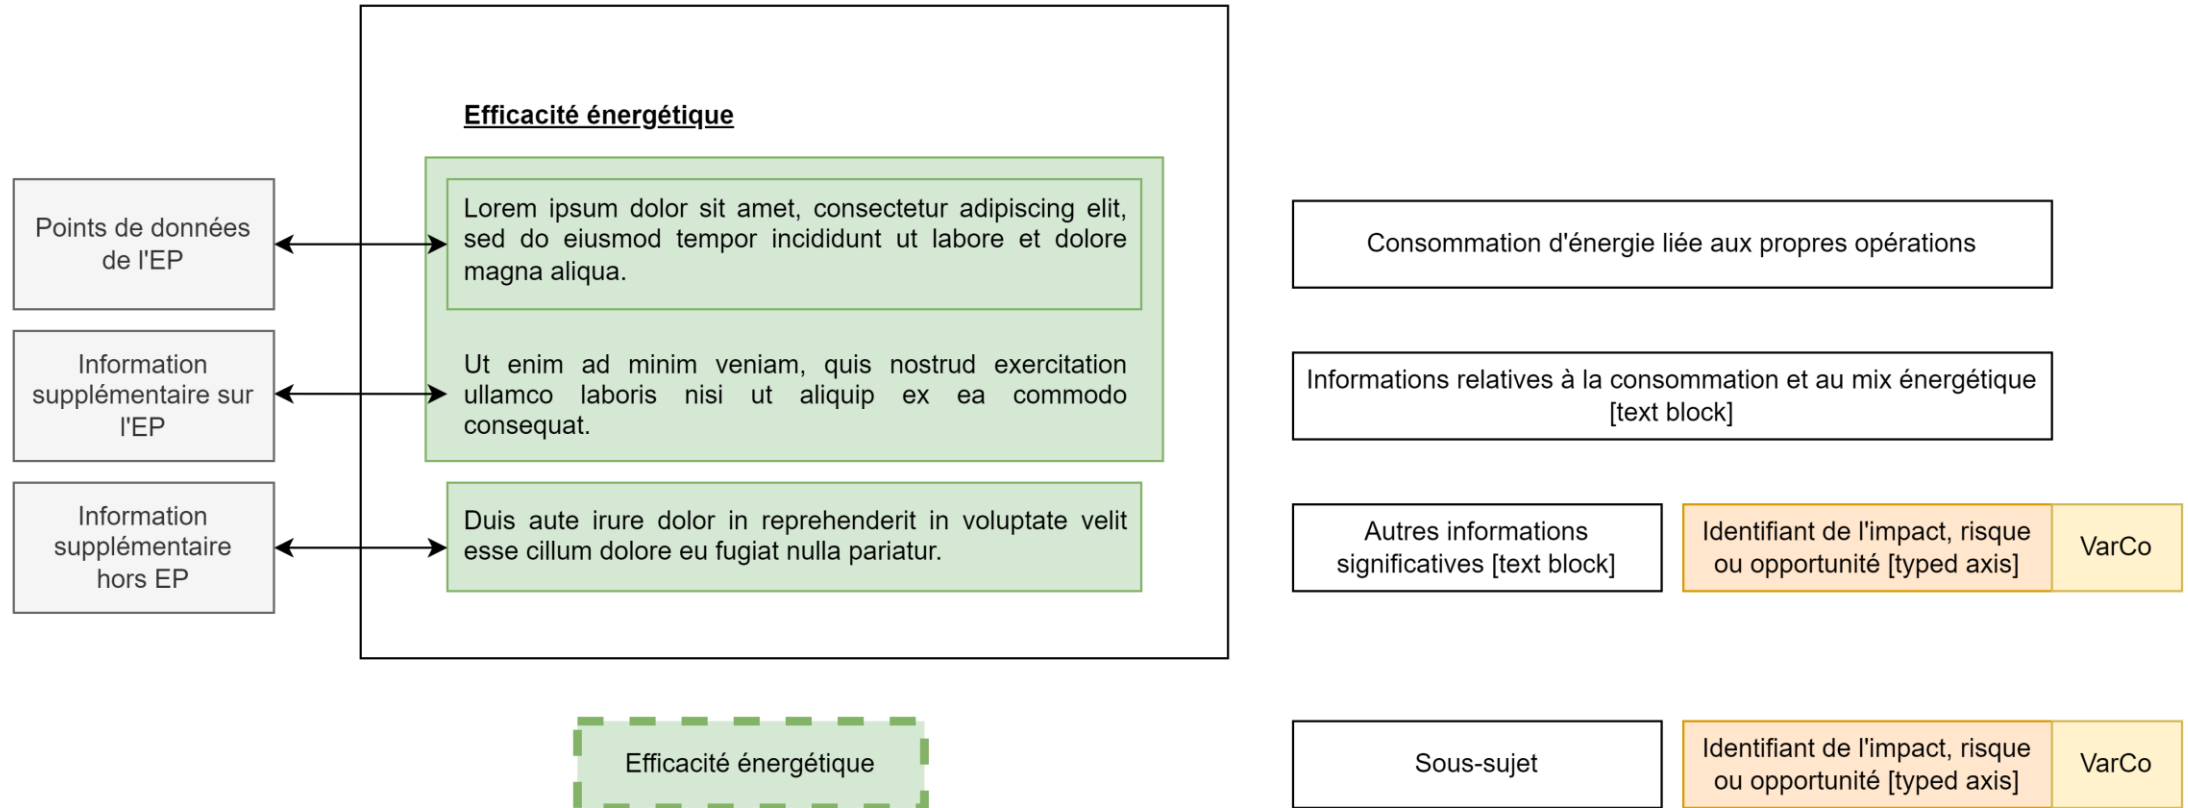 Efficacité énergétique
Points de données
de l'EP
Lorem ipsum dolor sit amet, consectetur adipiscing elit,
sed do eiusmod tempor incididunt ut labore et dolore
magna aliqua.
Consommation d'énergie liée aux propres opérations
Information
supplémentaire sur
l'EP
Ut enim ad minim veniam, quis nostrud exercitation
ullamco laboris nisi ut aliquip ex ea commodo
consequat.
Informations relatives à la consommation et au mix énergétique
[text block]
Information
supplémentaire
hors EP
Duis aute irure dolor in reprehenderit in voluptate velit
esse cillum dolore eu fugiat nulla pariatur.
Autres informations
significatives [text block]
Identifiant de l'impact, risque
ou opportunité [typed axis]
VarCo
Efficacité énergétique
Sous-sujet
Identifiant de l'impact, risque
ou opportunité [typed axis]
VarCo